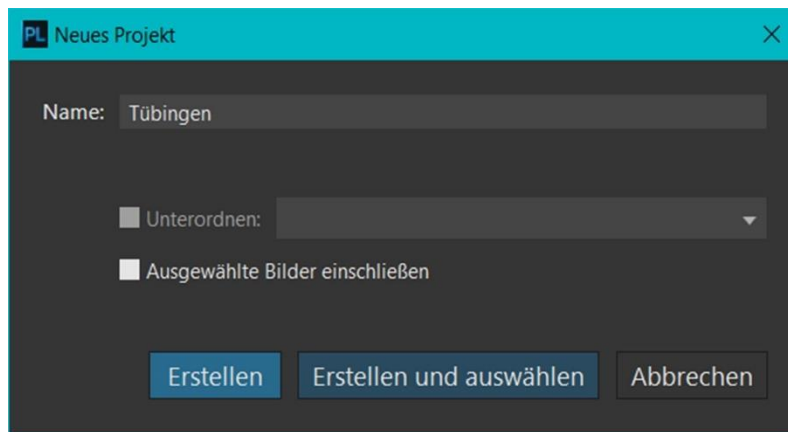 PL Neues Projekt
Name: Tübingen
Unterordnen:
Ausgewählte Bilder einschließen
Erstellen Erstellen und auswählen Abbrechen